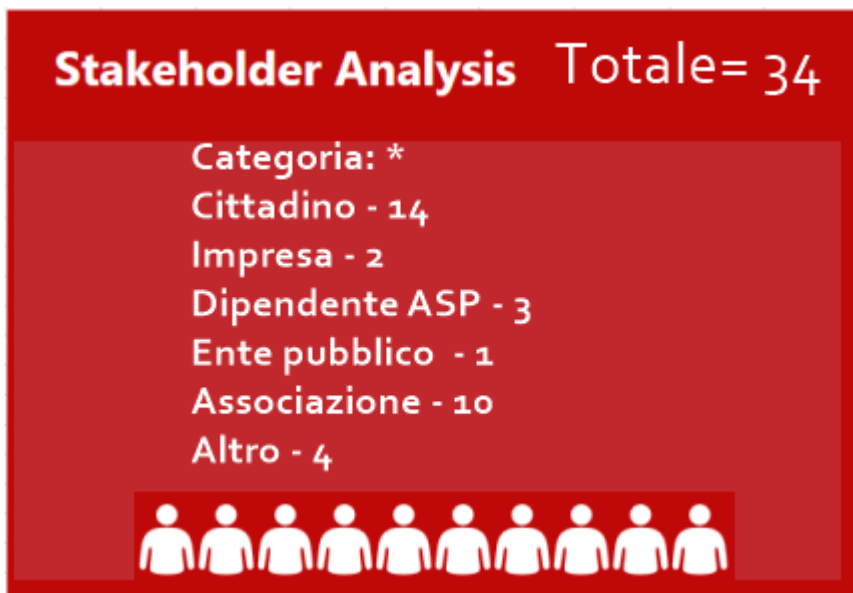 Stakeholder Analysis Totale= 34
Categoria: *
Cittadino - 14
Impresa - 2
Dipendente ASP - 3
Ente pubblico - 1
Associazione - 10
Altro - 4